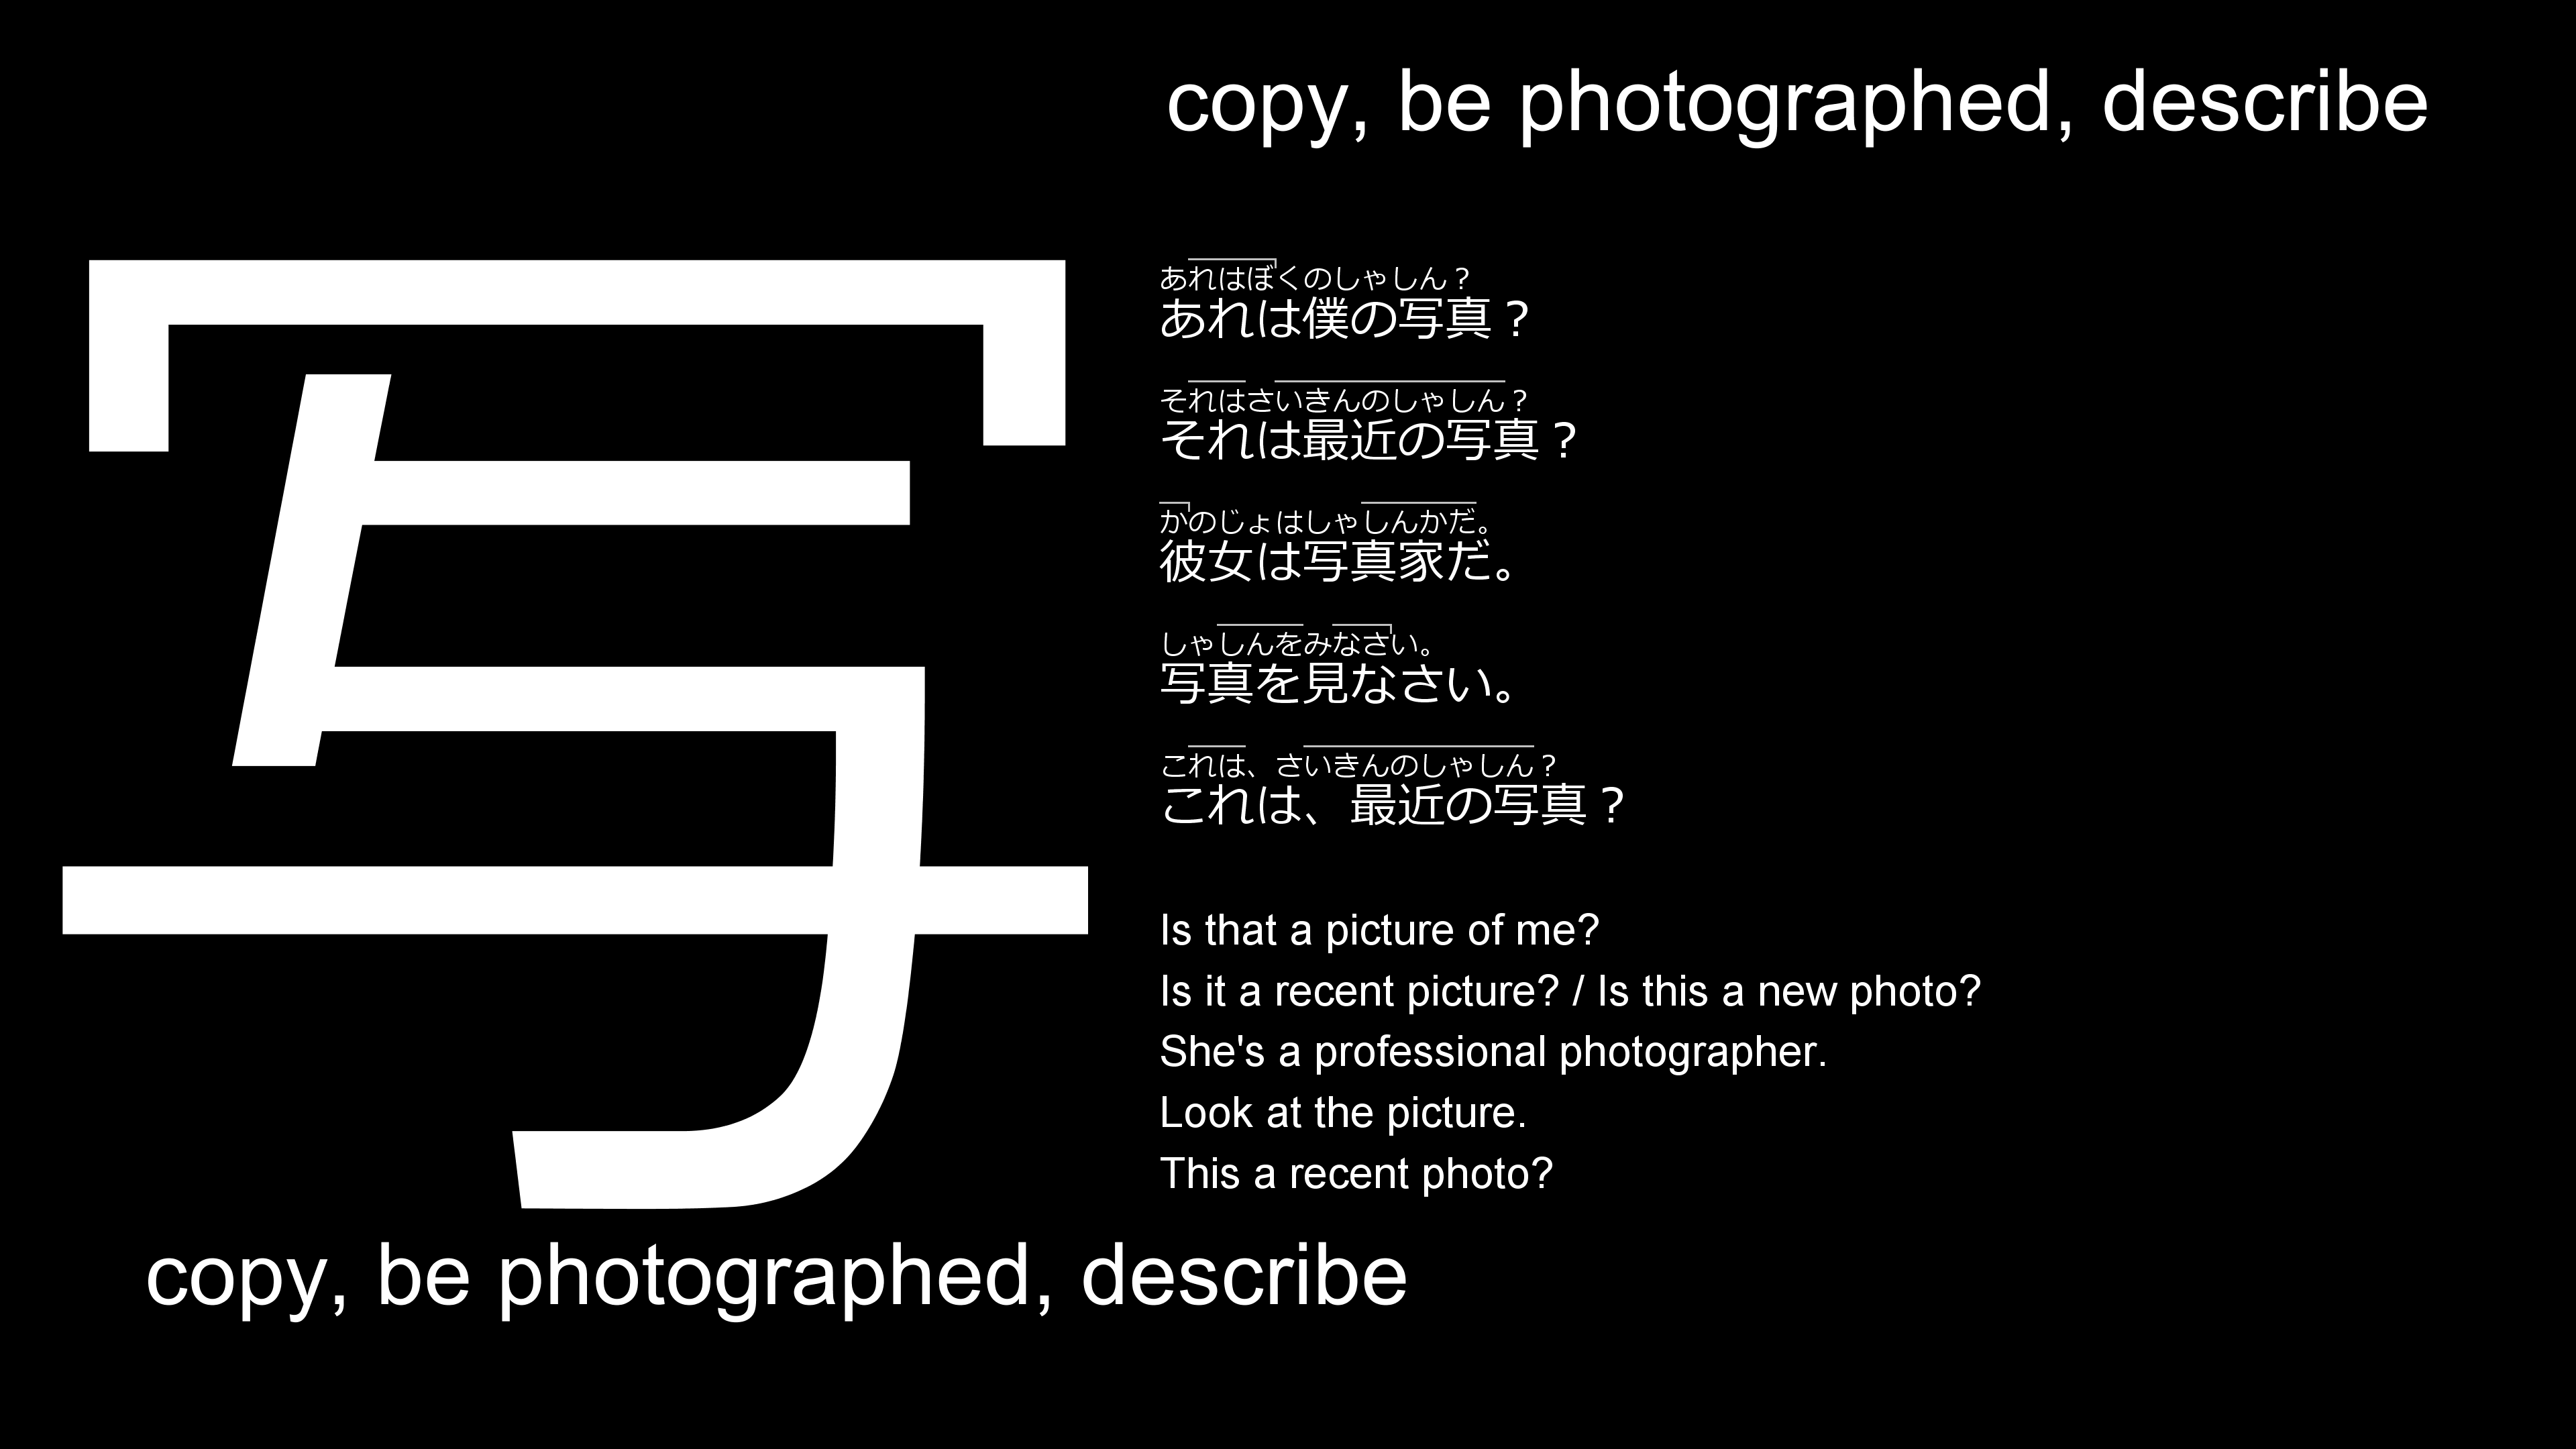 copy, be photographed, describe
写
あれはぼくのしゃしん？
あれは僕の写真？
それはさいきんのしゃしん？
それは最近の写真？
かのじょはしゃしんかだ。
彼女は写真家だ。
しゃしんをみなさい。
写真を見なさい。
これは、さいきんのしゃしん？
これは、最近の写真？
Is that a picture of me?
Is it a recent picture? / Is this a new photo?
She's a professional photographer.
Look at the picture.
This a recent photo?
copy, be photographed, describe